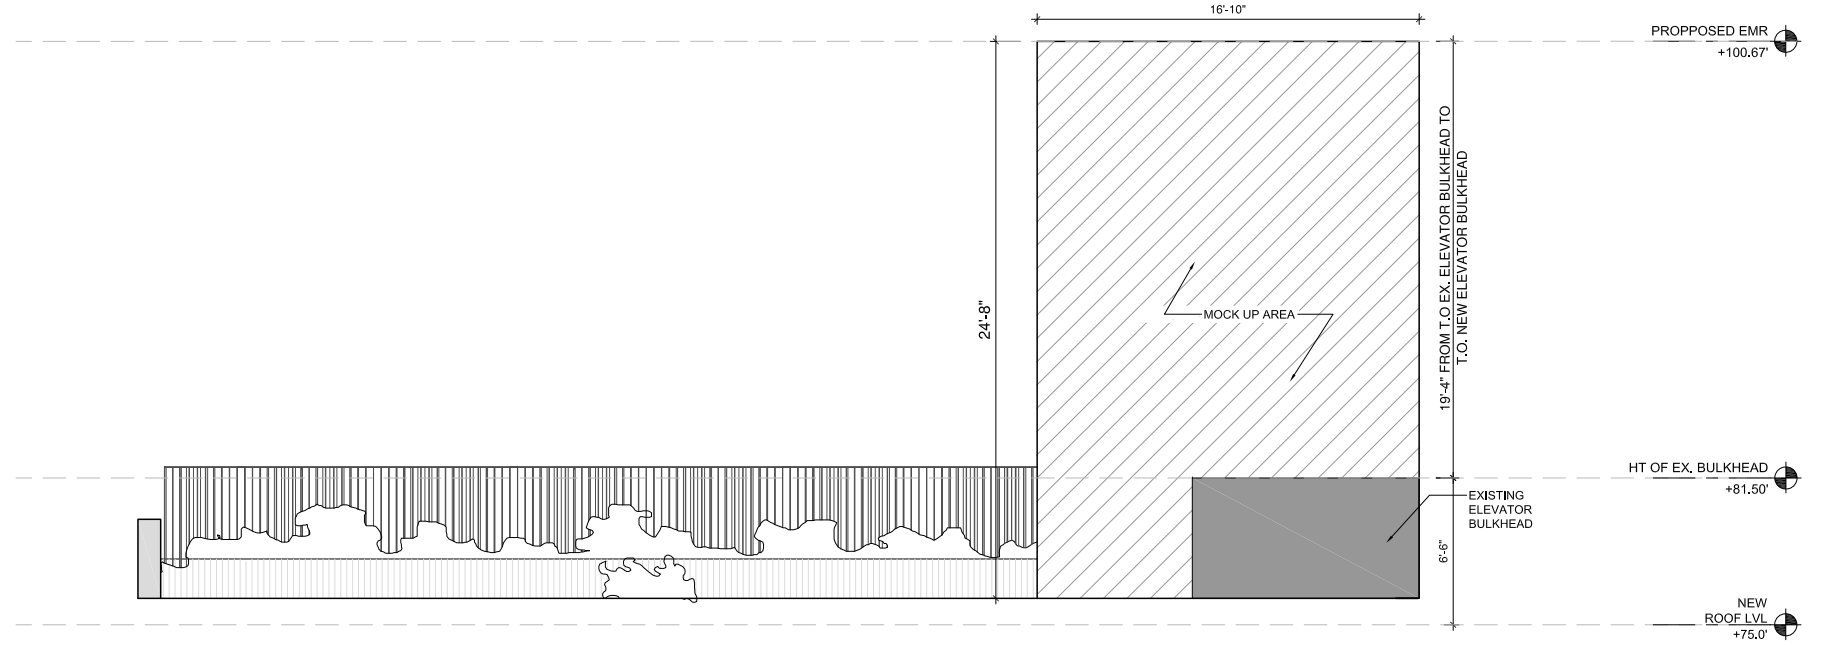 16'-10"
PROPPOSED EMR
+100.67'
19'-4" FROM T.O EX. ELEVATOR BULKHEAD TO
T.O. NEW ELEVATOR BULKHEAD
24'-8"
MOCK UP AREA
HT OF EX. BULKHEAD
+81.50'
EXISTING
ELEVATOR
BULKHEAD
6'-6"
NEW
ROOF LVL
+75.0'